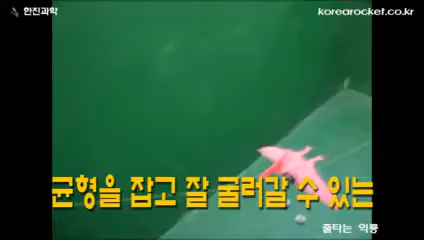 한진과학
korearocket.co.kr
균형을 잡고 잘 굴러갈 수 있는
줄타는 익룡